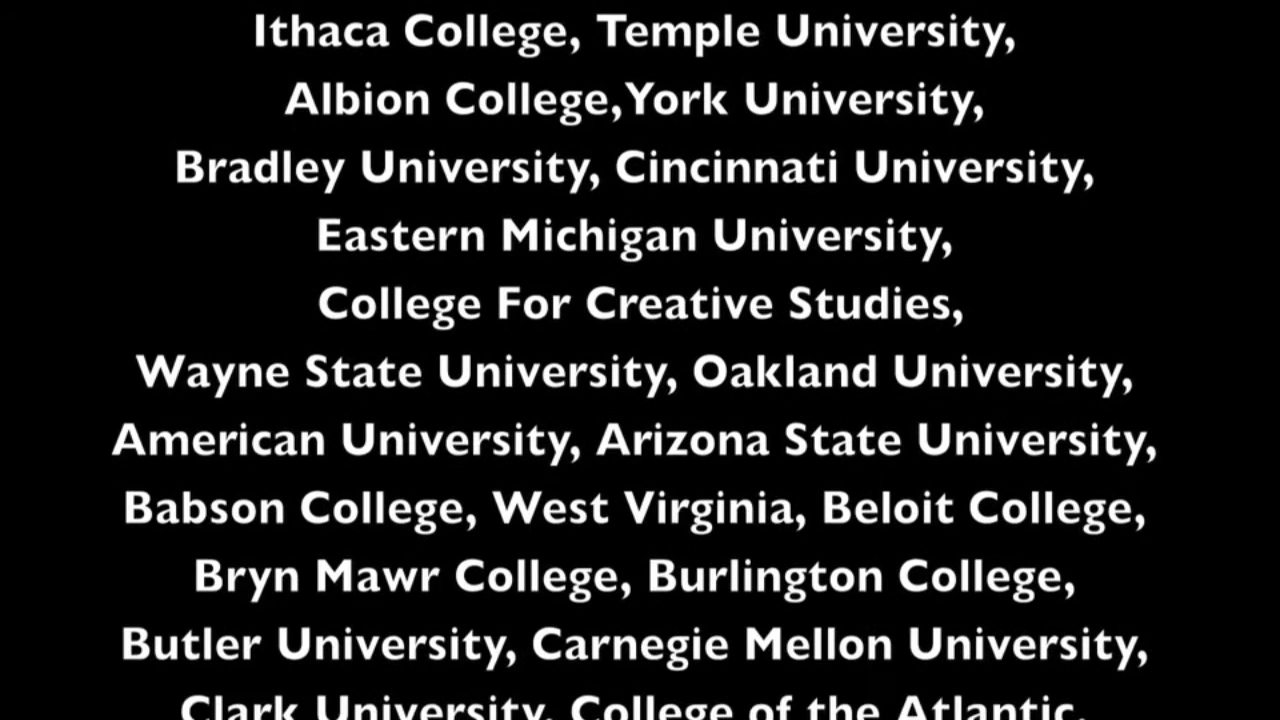 Ithaca College, Temple University,
Albion College,York University,
Bradley University, Cincinnati University,
Eastern Michigan University,
College For Creative Studies,
Wayne State University, Oakland University,
American University, Arizona State University,
Babson College, West Virginia, Beloit College,
Bryn Mawr College, Burlington College,
Butler University, Carnegie Mellon University,
Clark University, College of the Atlantic,